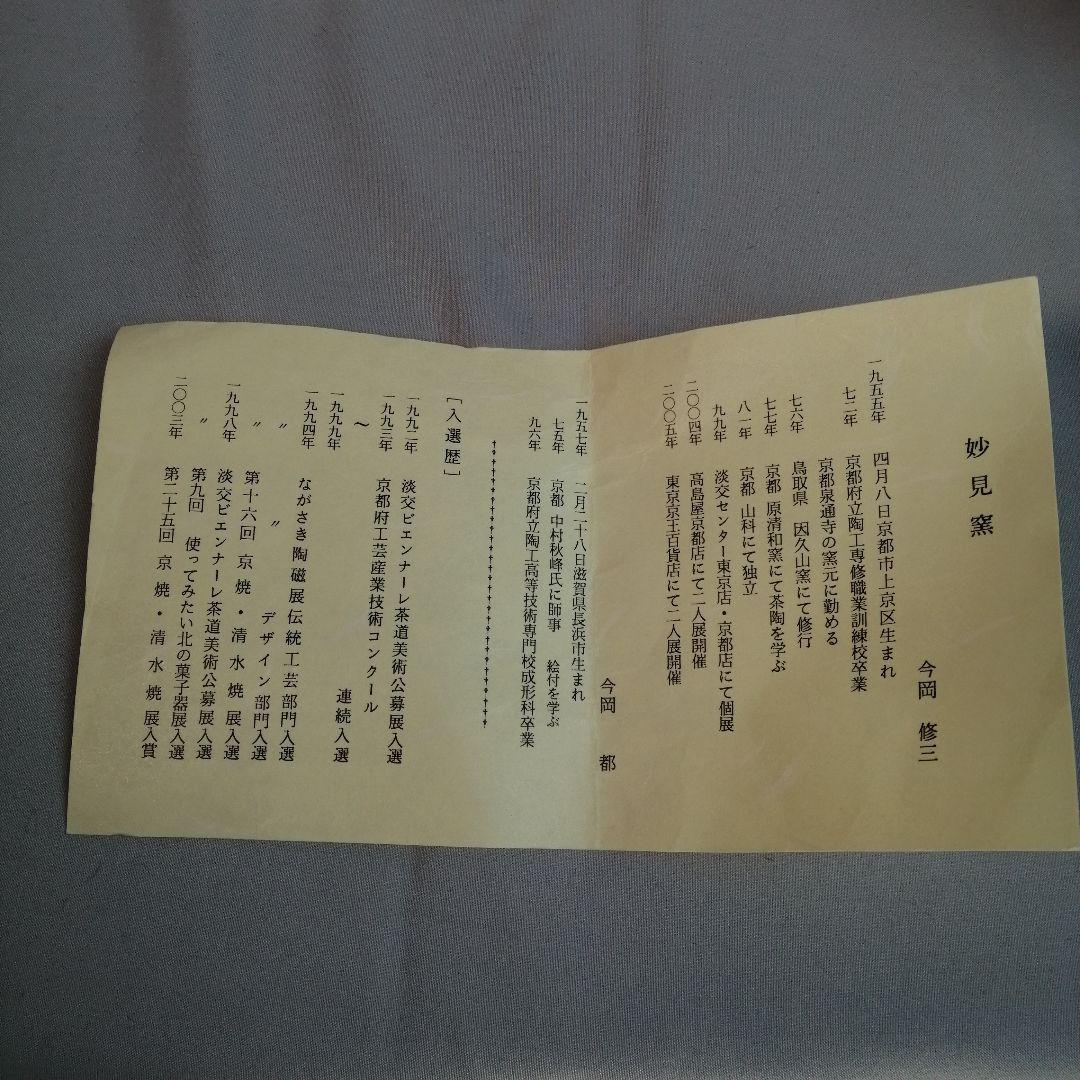 妙見窯
今岡 修三
一九五五年 四月八日京都市上京区生まれ
七二年 京都府立陶工専修職業訓練校卒業
京都泉通寺の窯元に勤める
七六年 鳥取県 因久山窯にて修行
七七年 京都 原清和窯にて茶陶を学ぶ
八一年 京都 山科にて独立
九九年 淡交センター東京店・京都店にて個展
二〇〇四年 高島屋京都店にて二人展開催
二〇〇五年 東京京王百貨店にて二人展開催
今岡 都
一九五七年 二月二十八日滋賀県長浜市生まれ
七五年 京都 中村秋峰氏に師事 絵付を学ぶ
九六年 京都府立陶工高等技術専門校成形科卒業
［入選歴］
一九九二年 淡交ビエンナーレ茶道美術公募展入選
一九九三年 京都府工芸産業技術コンクール
〜
一九九九年 連続入選
一九九四年 ながさき陶磁展伝統工芸部門入選
〃 〃 デザイン部門入選
〃 第十六回 京焼・清水焼展入選
一九九八年 淡交ビエンナーレ茶道美術公募展入選
〃 第九回 使ってみたい北の菓子器展入選
二〇〇三年 第二十五回 京焼・清水焼展入賞